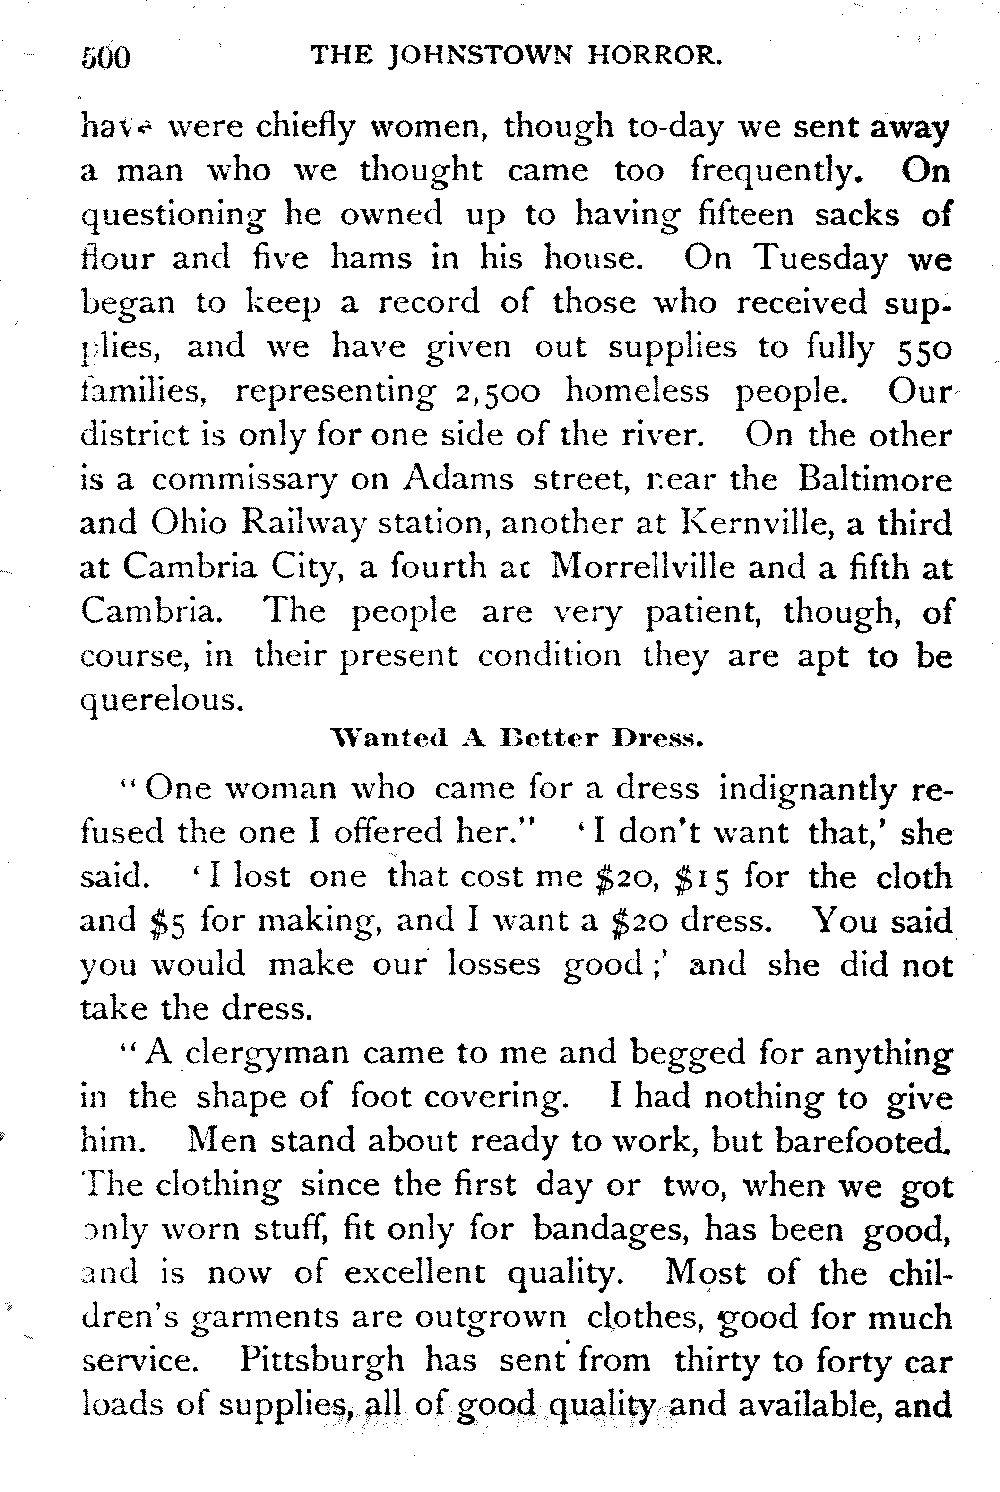 500 THE JOHNSTOWN HORROR.
have were chiefly women, though to-day we sent away
a man who we thought came too frequently. On
questioning he owned up to having fifteen sacks of
flour and five hams in his house. On Tuesday we
began to keep a record of those who received sup-
plies, and we have given out supplies to fully 550
families, representing 2,500 homeless people. Our
district is only for one side of the river. On the other
is a commissary on Adams street, near the Baltimore
and Ohio Railway station, another at Kernville, a third
at Cambria City, a fourth at Morrellville and a fifth at
Cambria. The people are very patient, though, of
course, in their present condition they are apt to be
querelous.
Wanted A Better Dress.
“One woman who came for a dress indignantly re-
fused the one I offered her.” ‘I don't want that,’ she
said. ‘I lost one that cost me $20, $15 for the cloth
and $5 for making, and I want a $20 dress. You said
you would make our losses good;’ and she did not
take the dress.
“A clergyman came to me and begged for anything
in the shape of foot covering. I had nothing to give
him. Men stand about ready to work, but barefooted.
The clothing since the first day or two, when we got
only worn stuff, fit only for bandages, has been good,
and is now of excellent quality. Most of the chil-
dren's garments are outgrown clothes, good for much
service. Pittsburgh has sent from thirty to forty car
loads of supplies, all of good quality and available, and